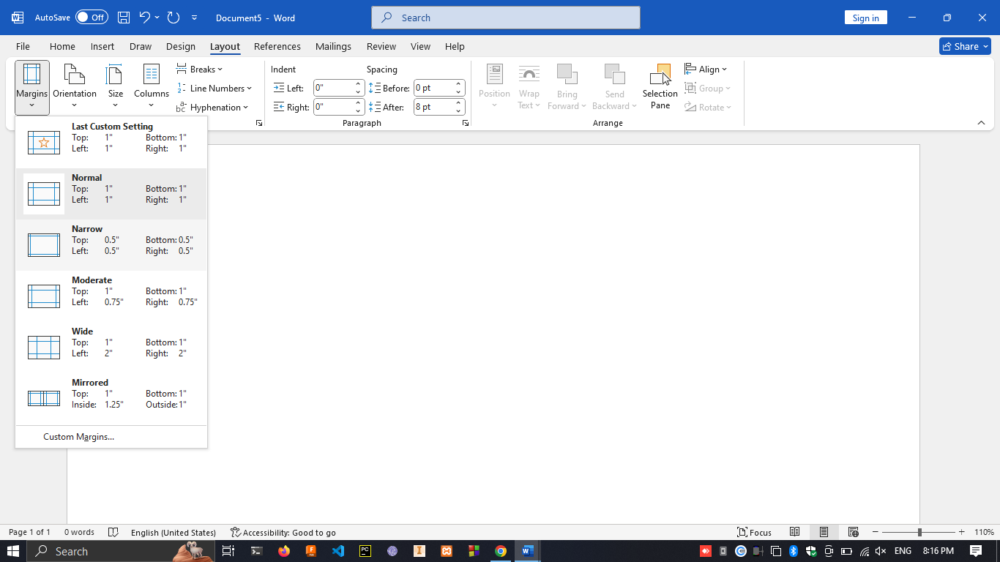 AutoSave Off Document5 - Word Search Sign in
File Home Insert Draw Design Layout References Mailings Review View Help Share
Margins Orientation Size Columns
Breaks
Line Numbers
Hyphenation
Indent Spacing
Left: 0" Before: 0 pt
Right: 0" After: 8 pt
Paragraph
Position Wrap Text Bring Forward Send Backward Selection Pane
Align
Group
Rotate
Arrange
Last Custom Setting
Top: 1" Bottom: 1"
Left: 1" Right: 1"
Normal
Top: 1" Bottom: 1"
Left: 1" Right: 1"
Narrow
Top: 0.5" Bottom: 0.5"
Left: 0.5" Right: 0.5"
Moderate
Top: 1" Bottom: 1"
Left: 0.75" Right: 0.75"
Wide
Top: 1" Bottom: 1"
Left: 2" Right: 2"
Mirrored
Top: 1" Bottom: 1"
Inside: 1.25" Outside: 1"
Custom Margins...
Page 1 of 1 0 words English (United States) Accessibility: Good to go Focus 110%
Search ENG 8:16 PM